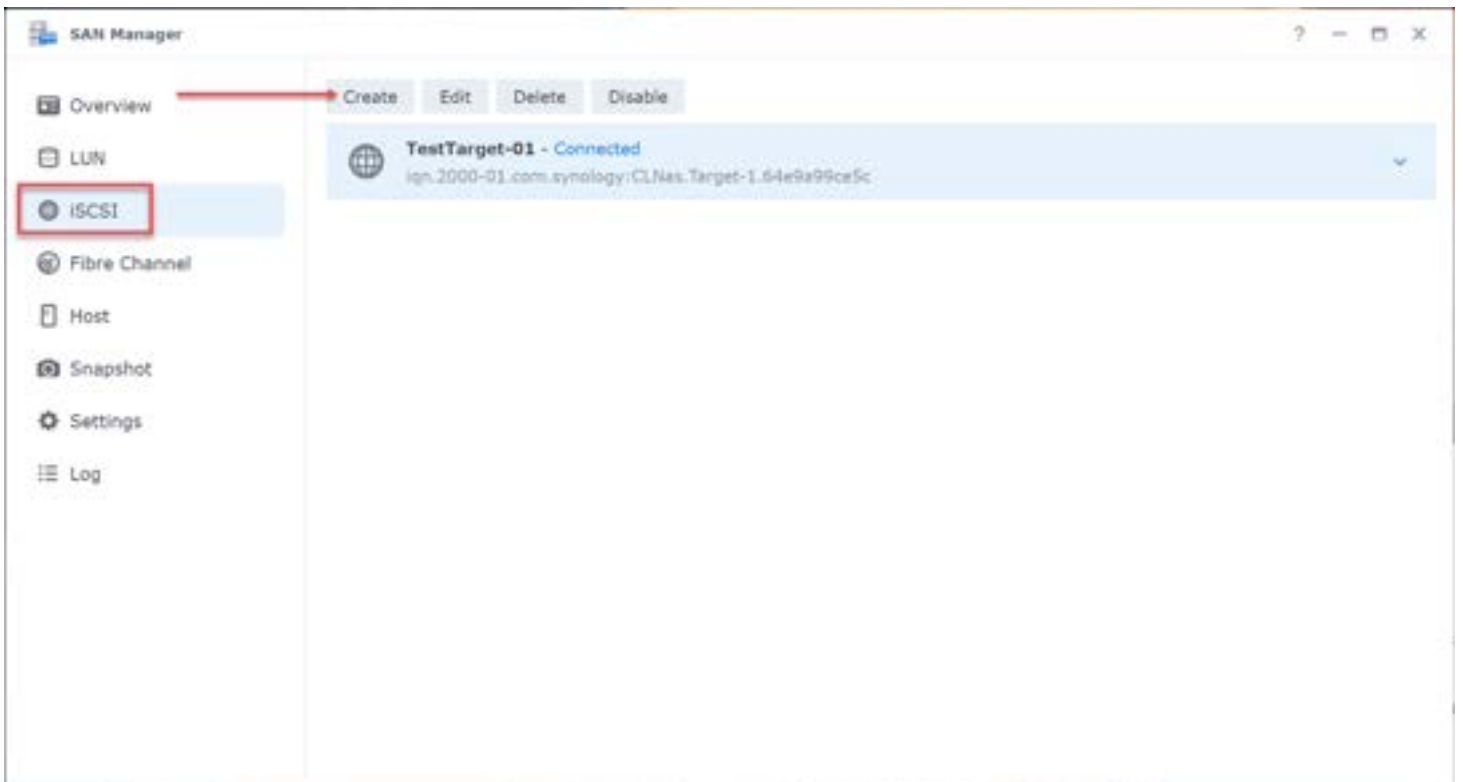 SAN Manager
?
Overview
LUN
iSCSI
Fibre Channel
Host
Snapshot
Settings
Log
Create Edit Delete Disable
TestTarget-01 - Connected
iqn.2000-01.com.synology:CLNas.Target-1.64e9a99ce5c